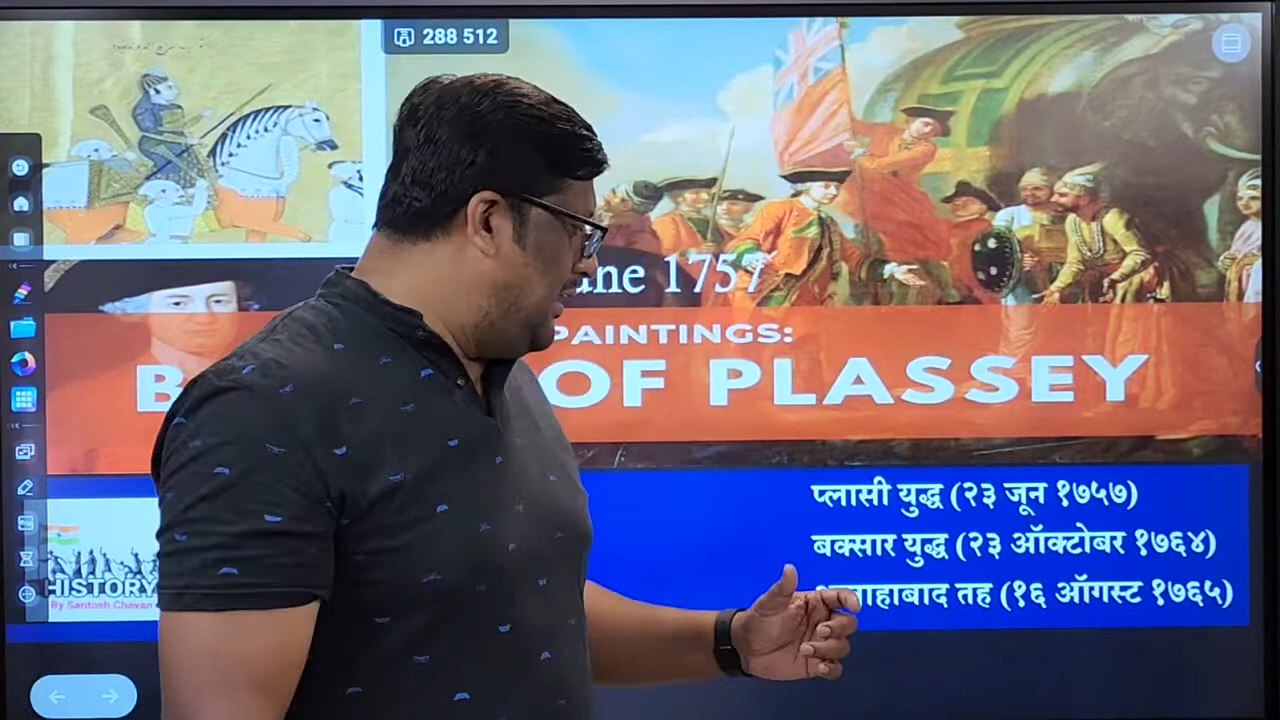 288 512
1757
PAINTINGS:
OF PLASSEY
प्लासी युद्ध (२३ जून १७५७)
बक्सार युद्ध (२३ ऑक्टोबर १७६४)
तह (१६ ऑगस्ट १७६५)
HISTORY
By Santosh Chavan